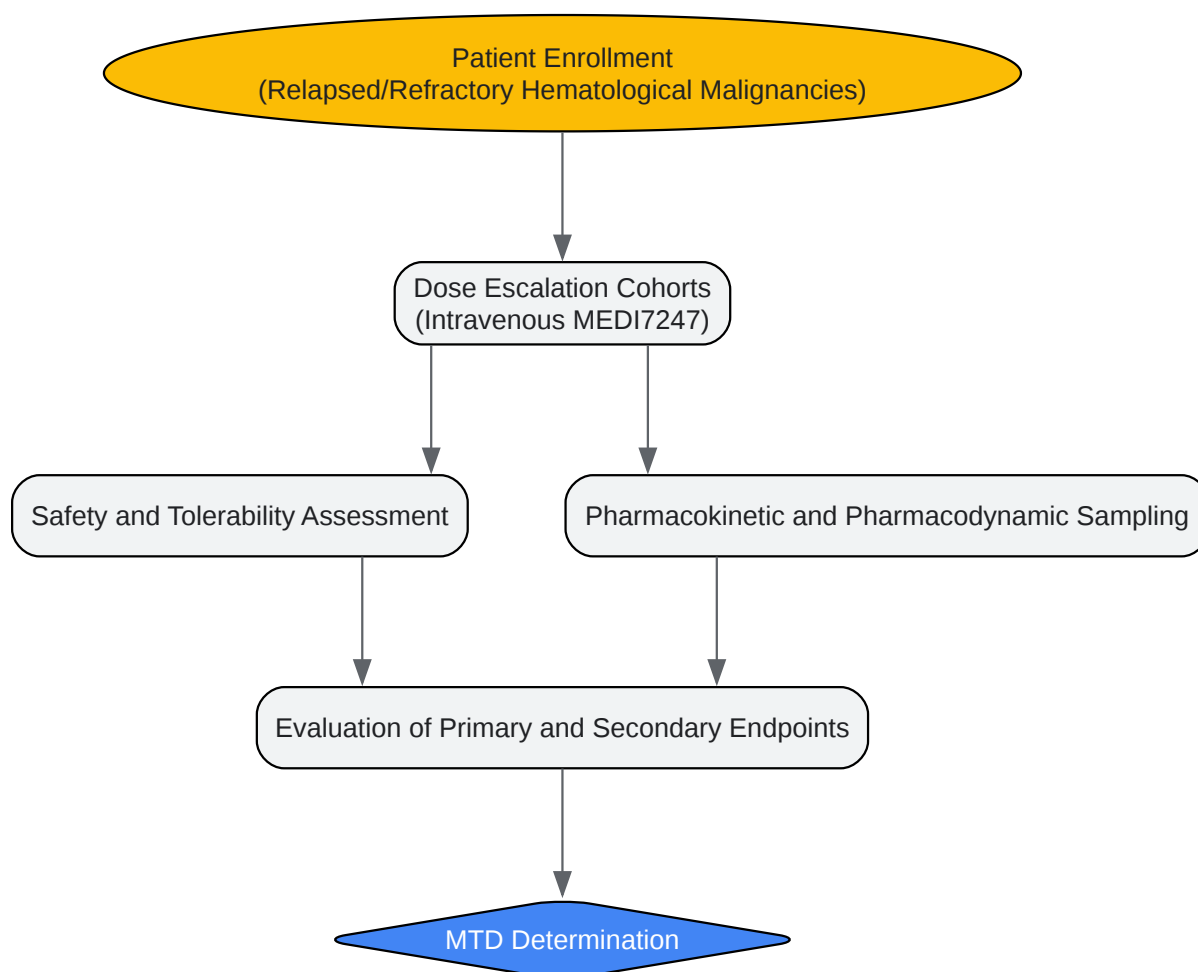 Patient Enrollment
(Relapsed/Refractory Hematological Malignancies)
Dose Escalation Cohorts
(Intravenous MEDI7247)
Safety and Tolerability Assessment
Pharmacokinetic and Pharmacodynamic Sampling
Evaluation of Primary and Secondary Endpoints
MTD Determination